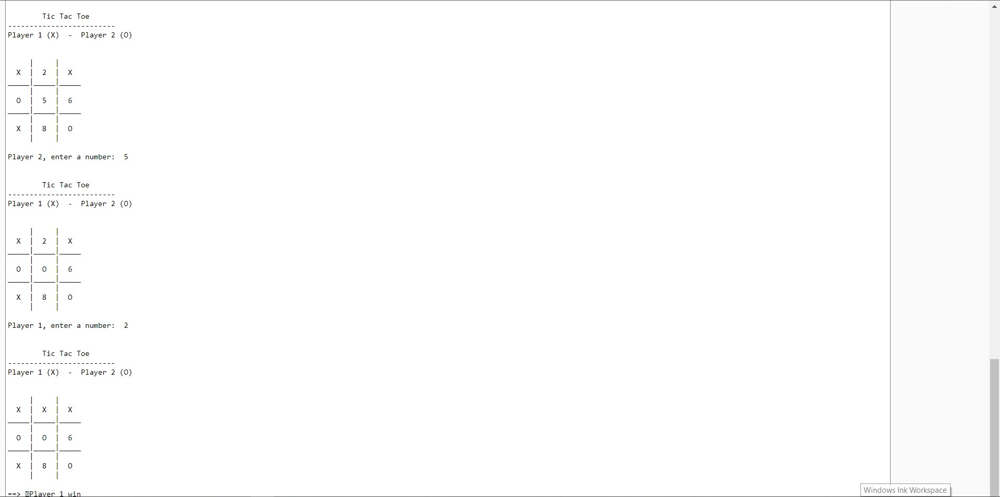 Tic Tac Toe
-------------------------
Player 1 (X)  -  Player 2 (O)
     |     |
  X  |  2  |  X
_____|_____|_____
     |     |
  O  |  5  |  6
_____|_____|_____
     |     |
  X  |  8  |  O
     |     |
Player 2, enter a number:  5
        Tic Tac Toe
-------------------------
Player 1 (X)  -  Player 2 (O)
     |     |
  X  |  2  |  X
_____|_____|_____
     |     |
  O  |  O  |  6
_____|_____|_____
     |     |
  X  |  8  |  O
     |     |
Player 1, enter a number:  2
        Tic Tac Toe
-------------------------
Player 1 (X)  -  Player 2 (O)
     |     |
  X  |  X  |  X
_____|_____|_____
     |     |
  O  |  O  |  6
_____|_____|_____
     |     |
  X  |  8  |  O
     |     |
==> Player 1 win
Windows Ink Workspace